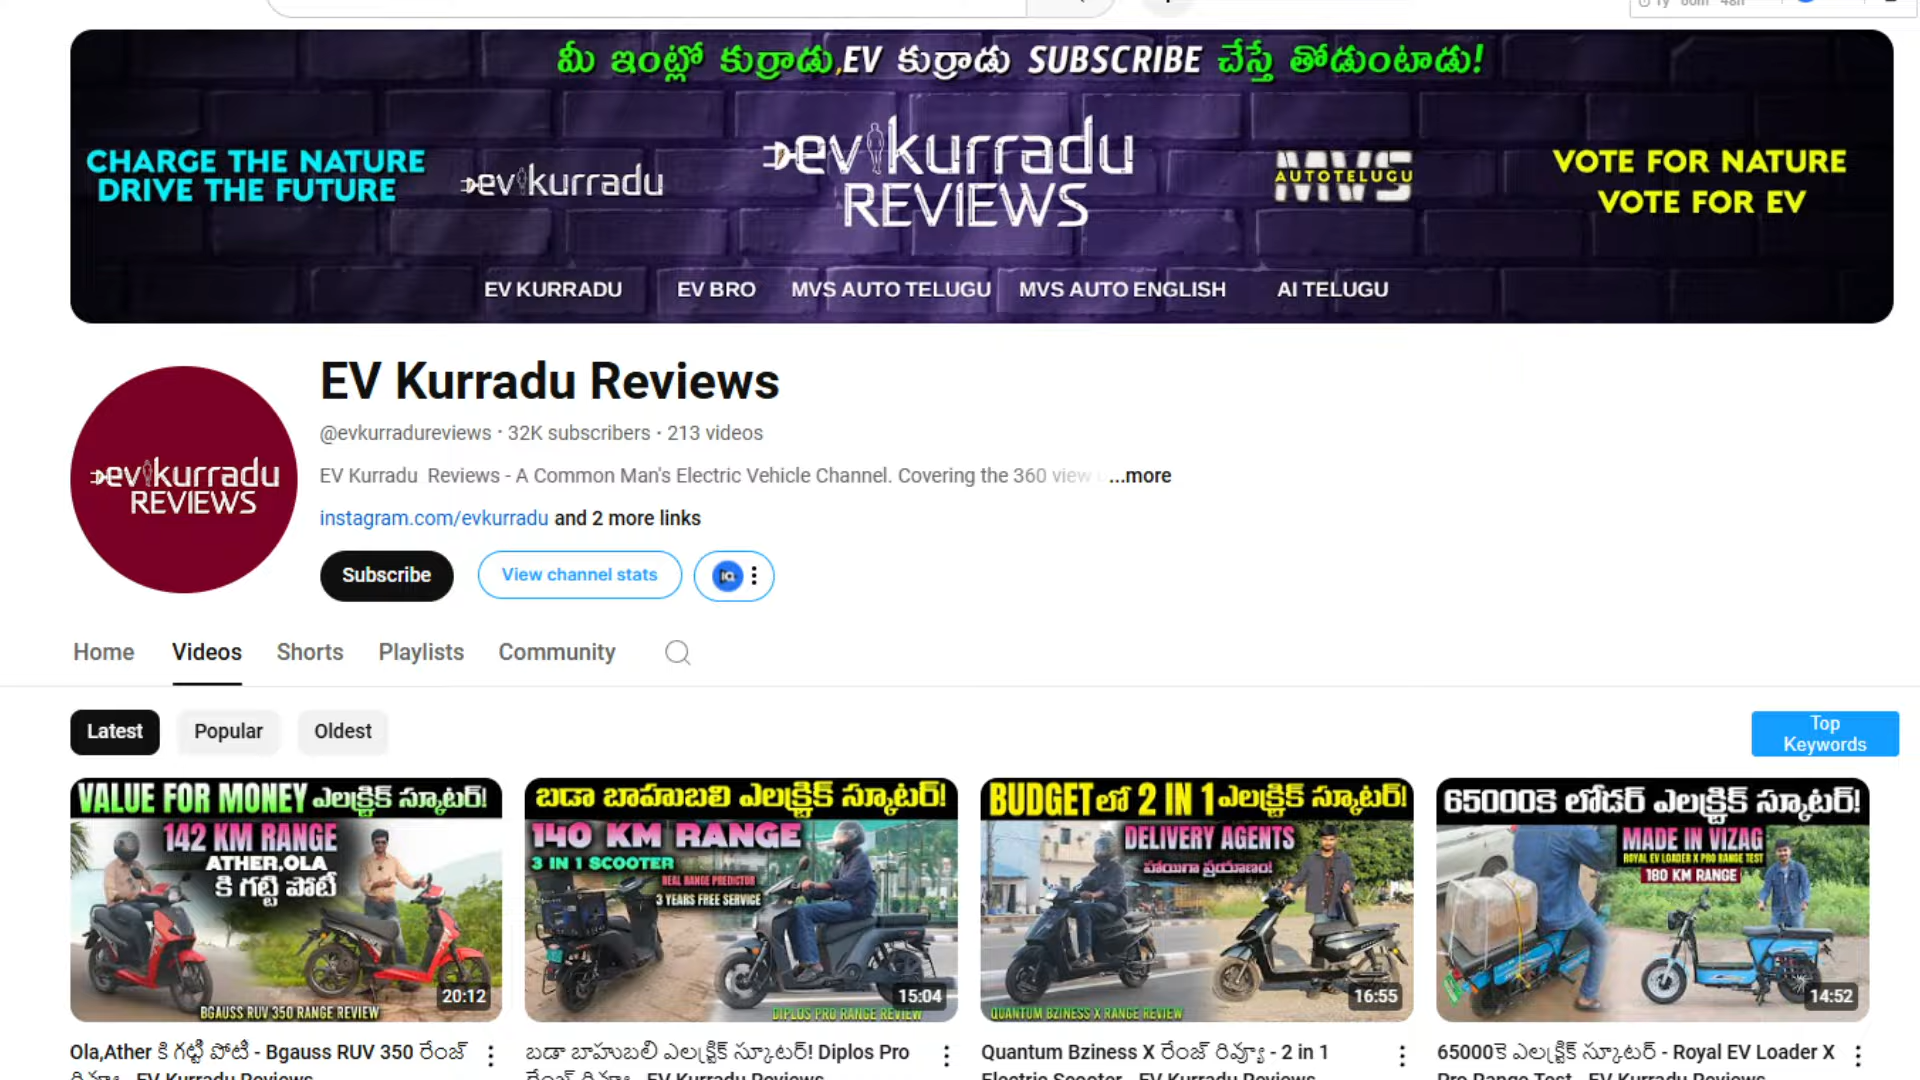 మీ ఇంట్లో కుర్రాడు,EV కుర్రాడు SUBSCRIBE చేస్తే తోడుంటాడు!
CHARGE THE NATURE
DRIVE THE FUTURE
evkurradu
evkurradu
REVIEWS
MVS
AUTOTELUGU
VOTE FOR NATURE
VOTE FOR EV
EV KURRADU EV BRO MVS AUTO TELUGU MVS AUTO ENGLISH AI TELUGU
evkurradu
REVIEWS
EV Kurradu Reviews
@evkurradureviews · 32K subscribers · 213 videos
EV Kurradu Reviews - A Common Man's Electric Vehicle Channel. Covering the 360 view ...more
instagram.com/evkurradu and 2 more links
Subscribe View channel stats IQ
Home Videos Shorts Playlists Community
Latest Popular Oldest
Top
Keywords
VALUE FOR MONEY ఎలక్ట్రిక్ స్కూటర్!
142 KM RANGE
ATHER,OLA
కి గట్టి పోటీ
20:12
BGAUSS RUV 350 RANGE REVIEW
బడా బాహుబలి ఎలక్ట్రిక్ స్కూటర్!
140 KM RANGE
3 IN 1 SCOOTER
REAL RANGE PREDICTOR
3 YEARS FREE SERVICE
15:04
DIPLOS PRO RANGE REVIEW
BUDGET లో 2 IN 1 ఎలక్ట్రిక్ స్కూటర్!
DELIVERY AGENTS
హాయిగా ప్రయాణం!
16:55
QUANTUM BZINESS X RANGE REVIEW
65000కె లోడర్ ఎలక్ట్రిక్ స్కూటర్!
MADE IN VIZAG
ROYAL EV LOADER X PRO RANGE TEST
180 KM RANGE
14:52
Ola,Ather కి గట్టి పోటీ - Bgauss RUV 350 రేంజ్
రివ్యూ - EV Kurradu Reviews
బడా బాహుబలి ఎలక్ట్రిక్ స్కూటర్! Diplos Pro
రేంజ్ రివ్యూ - EV Kurradu Reviews
Quantum Bziness X రేంజ్ రివ్యూ - 2 in 1
Electric Scooter - EV Kurradu Reviews
65000కె ఎలక్ట్రిక్ స్కూటర్ - Royal EV Loader X
Pro Range Test - EV Kurradu Reviews